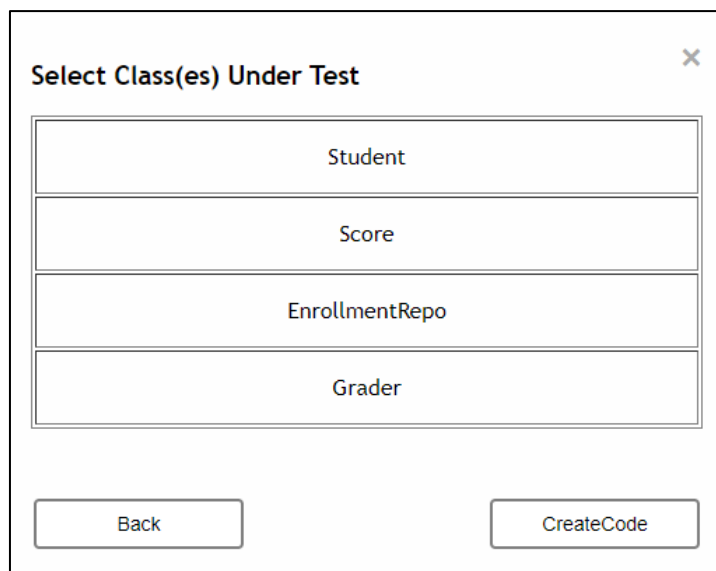 Select Class(es) Under Test
×
Student
Score
EnrollmentRepo
Grader
Back
CreateCode